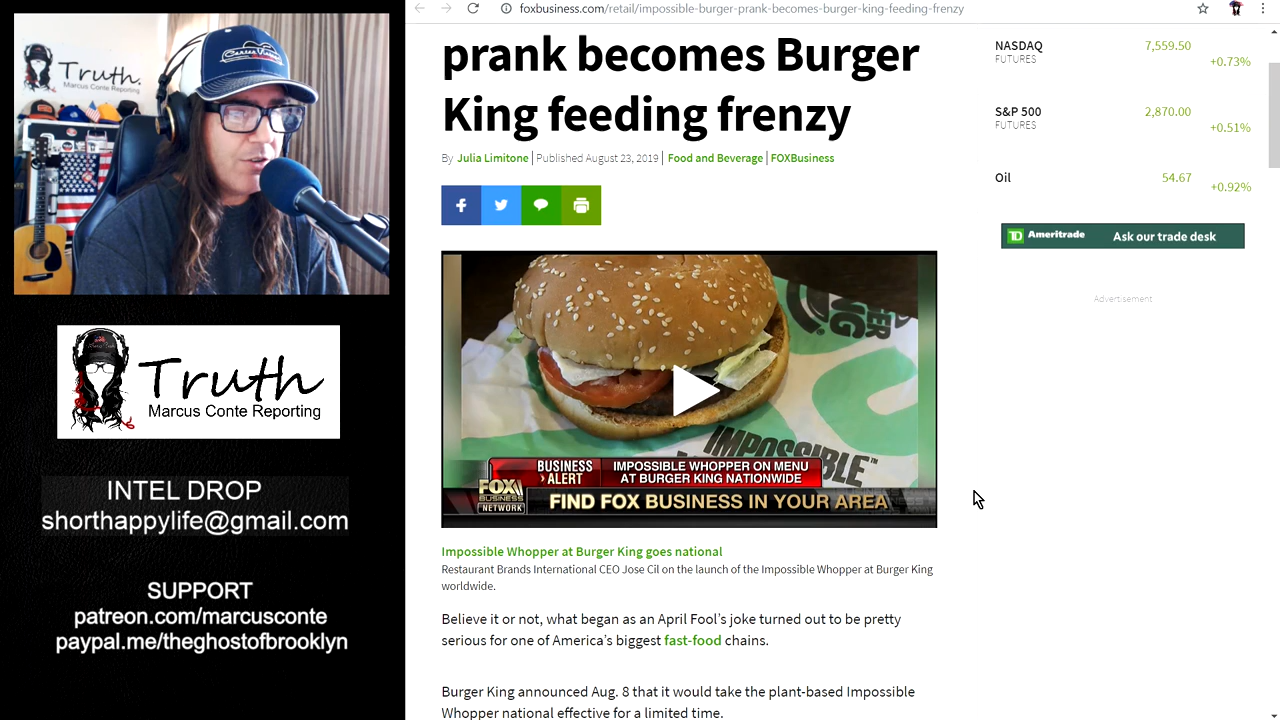 Truth.
Marcus Conte
Truth
Marcus Conte Reporting
INTEL DROP
shorthappylife@gmail.com
SUPPORT
patreon.com/marcusconte
paypal.me/theghostofbrooklyn
foxbusiness.com/retail/impossible-burger-prank-becomes-burger-king-feeding-frenzy
prank becomes Burger
King feeding frenzy
By Julia Limitone | Published August 23, 2019 | Food and Beverage | FOXBusiness
IMPOSSIBLE™
BUSINESS
ALERT
IMPOSSIBLE WHOPPER ON MENU
AT BURGER KING NATIONWIDE
FOX
BUSINESS
NETWORK
FIND FOX BUSINESS IN YOUR AREA
Impossible Whopper at Burger King goes national
Restaurant Brands International CEO Jose Cil on the launch of the Impossible Whopper at Burger King
worldwide.
Believe it or not, what began as an April Fool's joke turned out to be pretty
serious for one of America's biggest fast-food chains.
Burger King announced Aug. 8 that it would take the plant-based Impossible
Whopper national effective for a limited time.
NASDAQ 7,559.50
FUTURES +0.73%
S&P 500 2,870.00
FUTURES +0.51%
Oil 54.67
+0.92%
TD Ameritrade Ask our trade desk
Advertisement